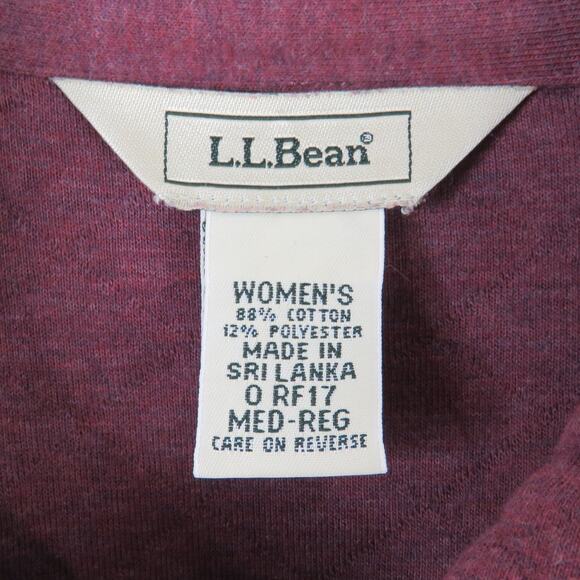 L.L.Bean®
WOMEN'S
88% COTTON
12% POLYESTER
MADE IN
SRI LANKA
0 RF17
MED-REG
CARE ON REVERSE